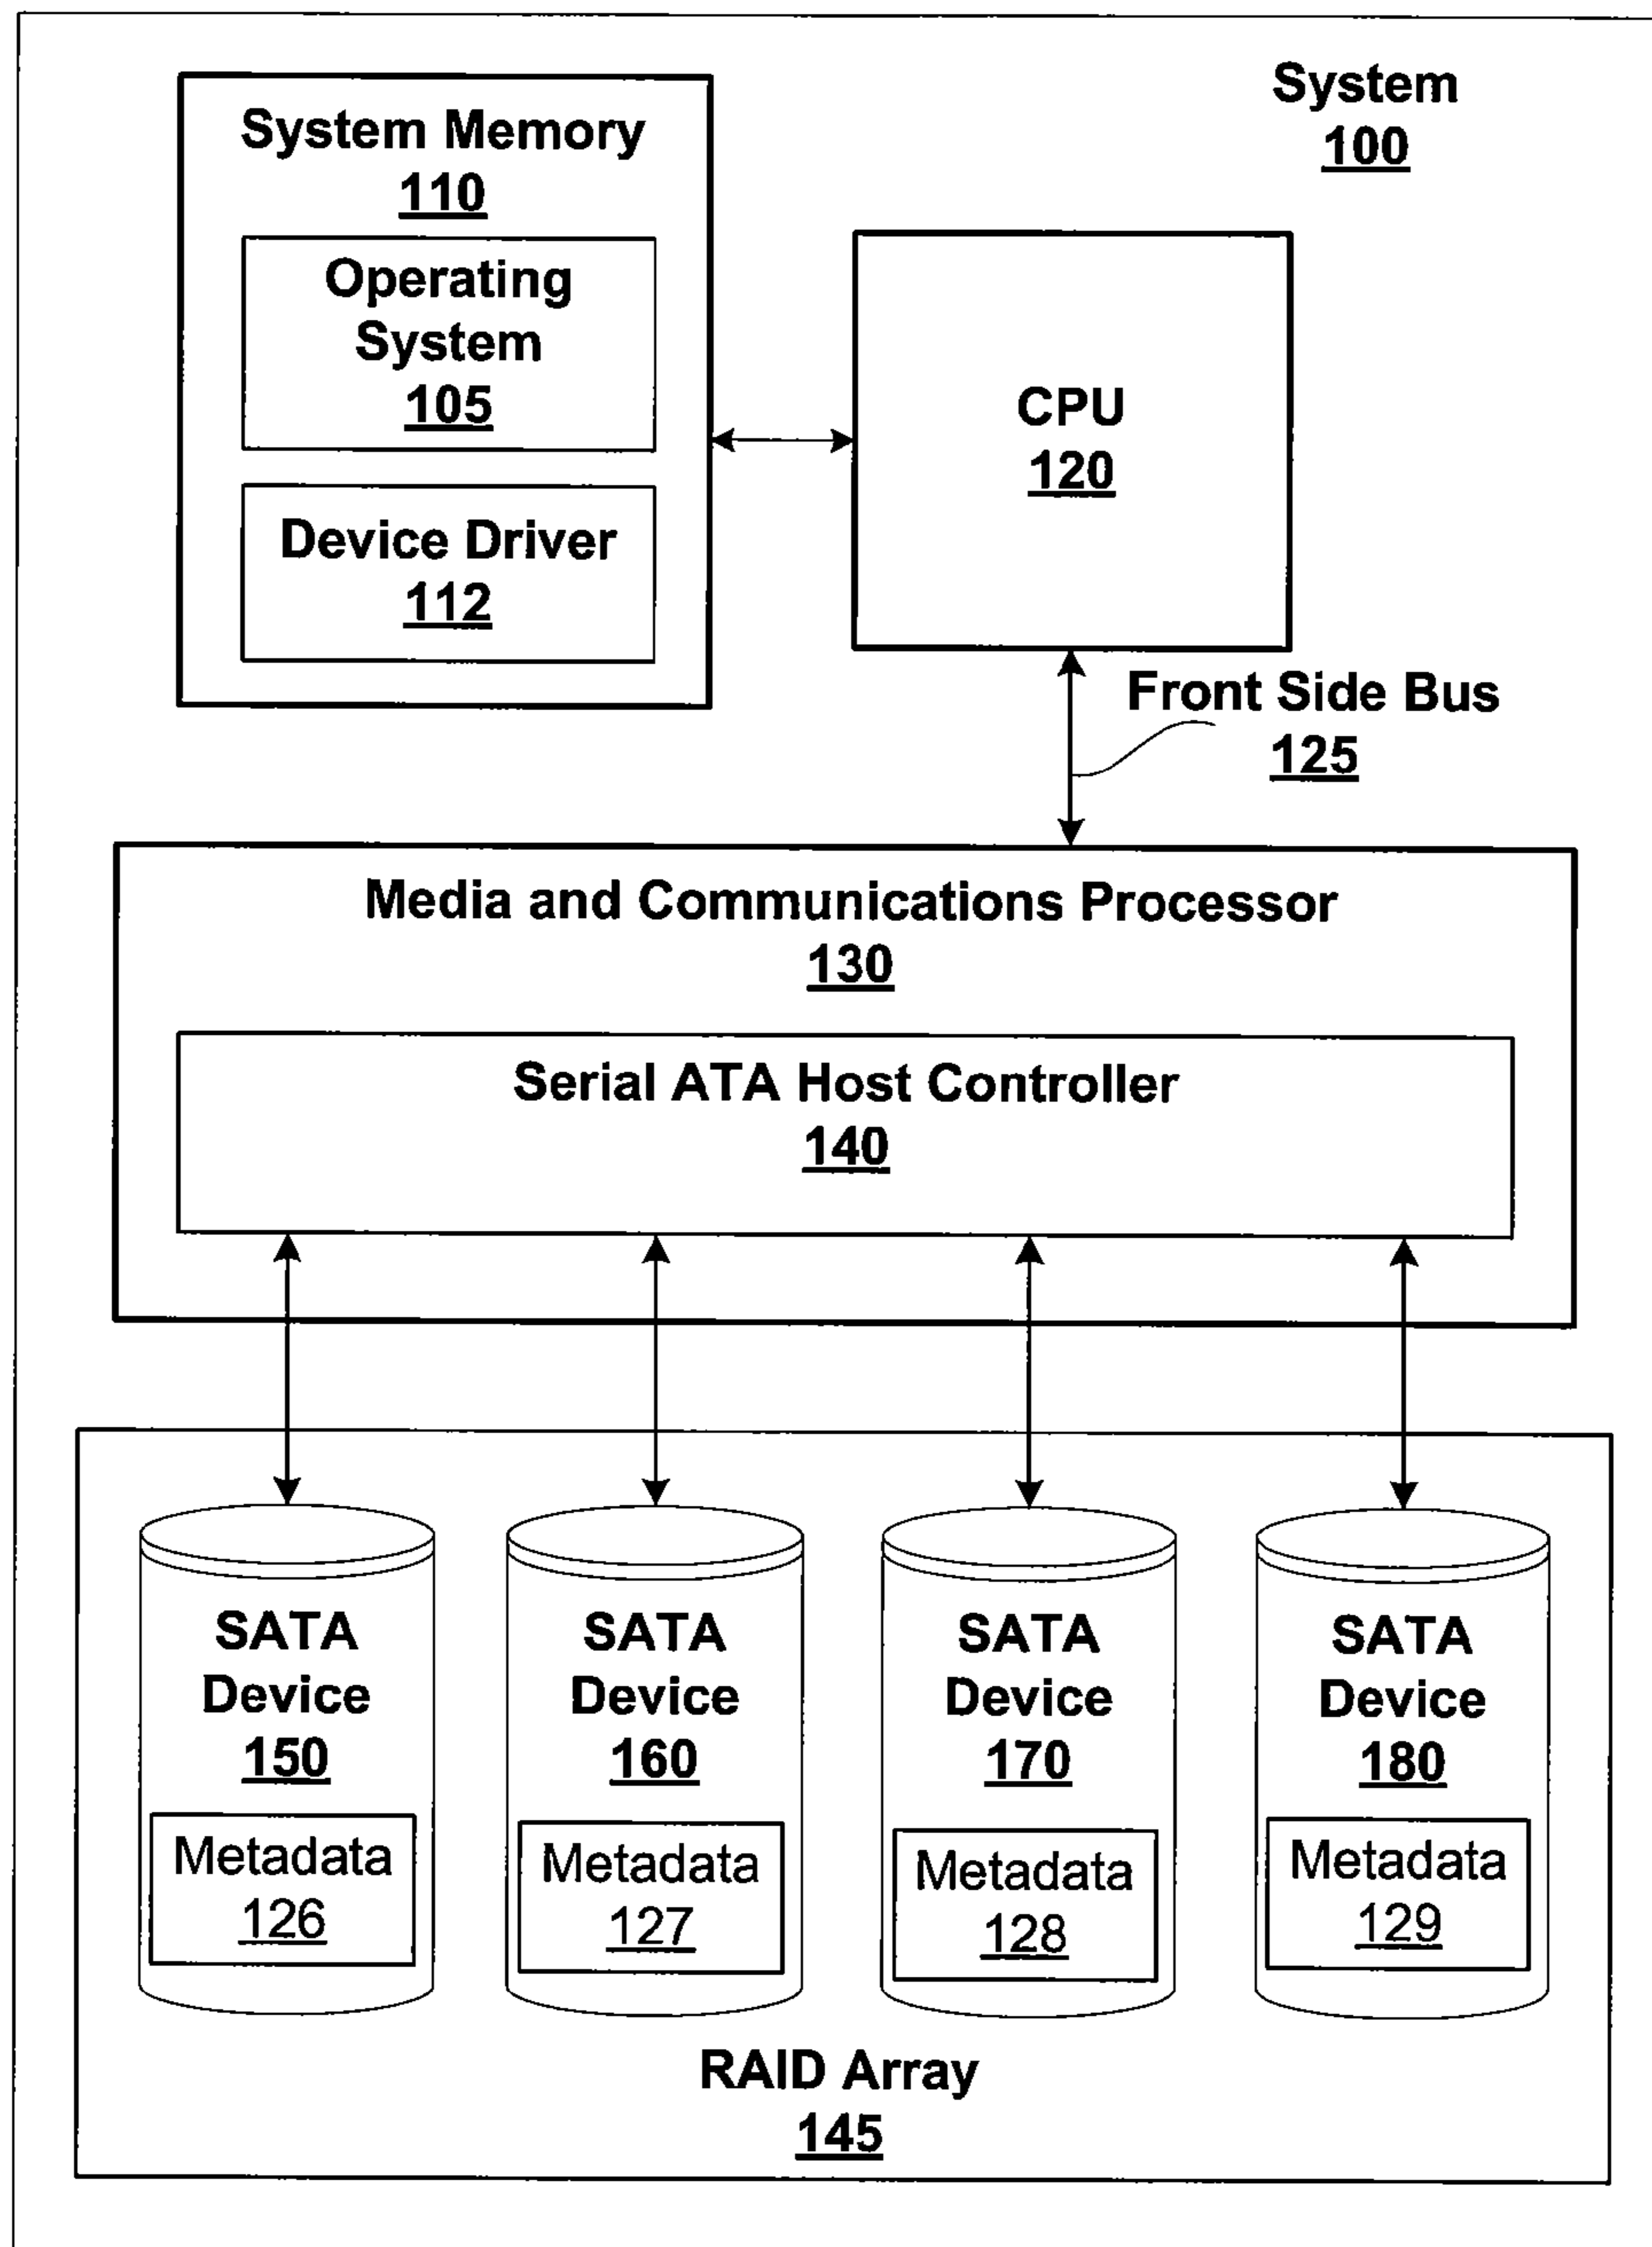 System
100
System Memory
110
Operating
System
105
Device Driver
112
CPU
120
Front Side Bus
125
Media and Communications Processor
130
Serial ATA Host Controller
140
SATA
Device
150
Metadata
126
SATA
Device
160
Metadata
127
SATA
Device
170
Metadata
128
SATA
Device
180
Metadata
129
RAID Array
145